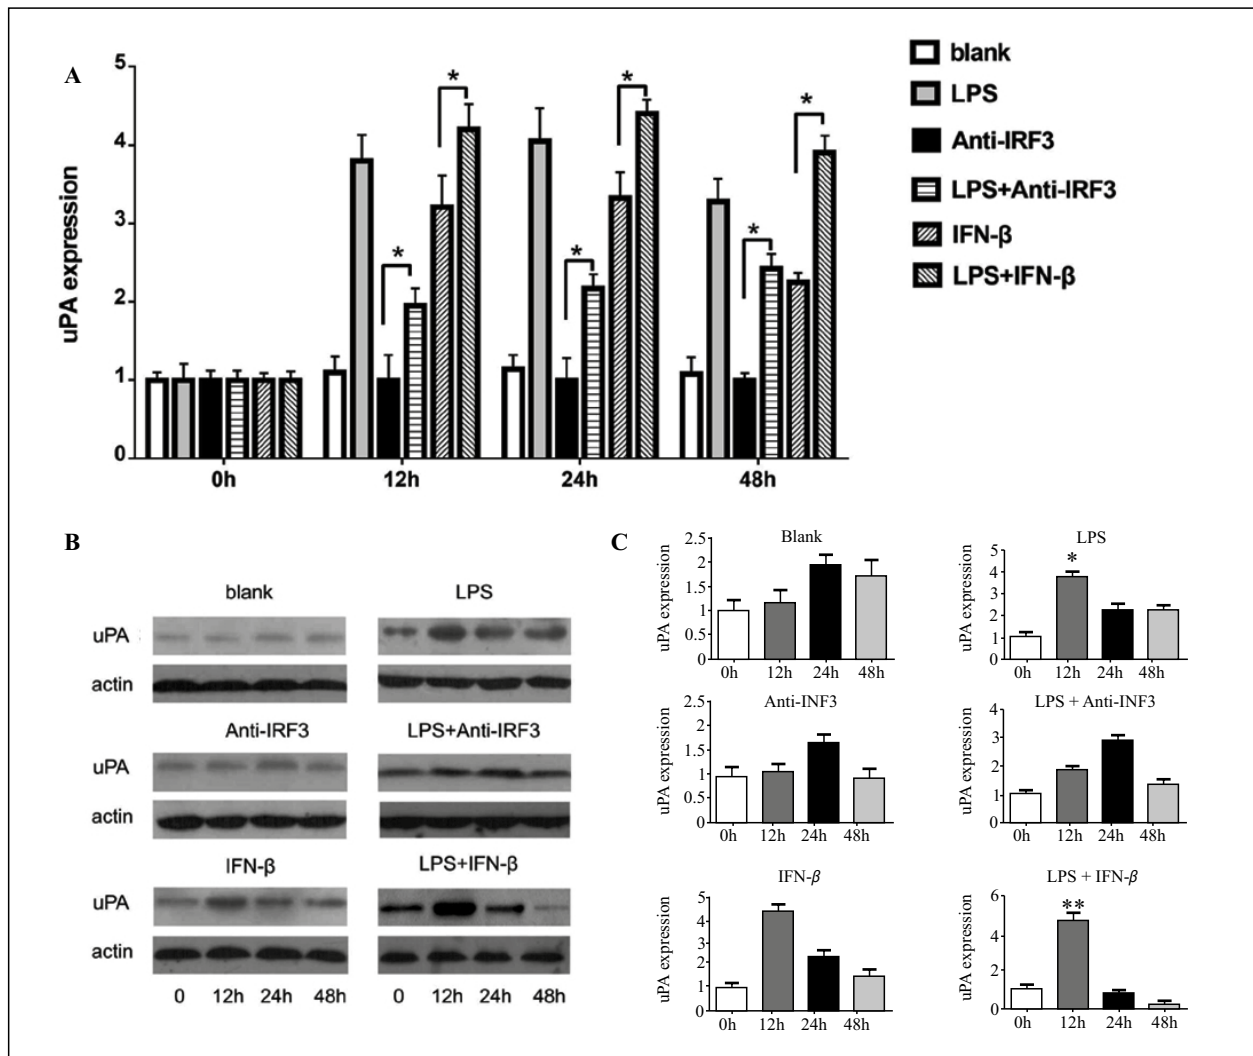 A
uPA expression
5
4
3
2
1
0
* * * * * *
0h 12h 24h 48h
blank
LPS
Anti-IRF3
LPS+Anti-IRF3
IFN-β
LPS+IFN-β
B
blank LPS
uPA
actin
Anti-IRF3 LPS+Anti-IRF3
uPA
actin
IFN-β LPS+IFN-β
uPA
actin
0 12h 24h 48h 0 12h 24h 48h
C
Blank
uPA expression
2.5
2
1.5
1
0.5
0
0h 12h 24h 48h
LPS
uPA expression
5
4
3
2
1
0
*
0h 12h 24h 48h
Anti-INF3
uPA expression
2.5
2
1.5
1
0.5
0
0h 12h 24h 48h
LPS + Anti-INF3
uPA expression
4
3
2
1
0
0h 12h 24h 48h
IFN-β
uPA expression
5
4
3
2
1
0
0h 12h 24h 48h
LPS + IFN-β
uPA expression
6
4
2
0
**
0h 12h 24h 48h